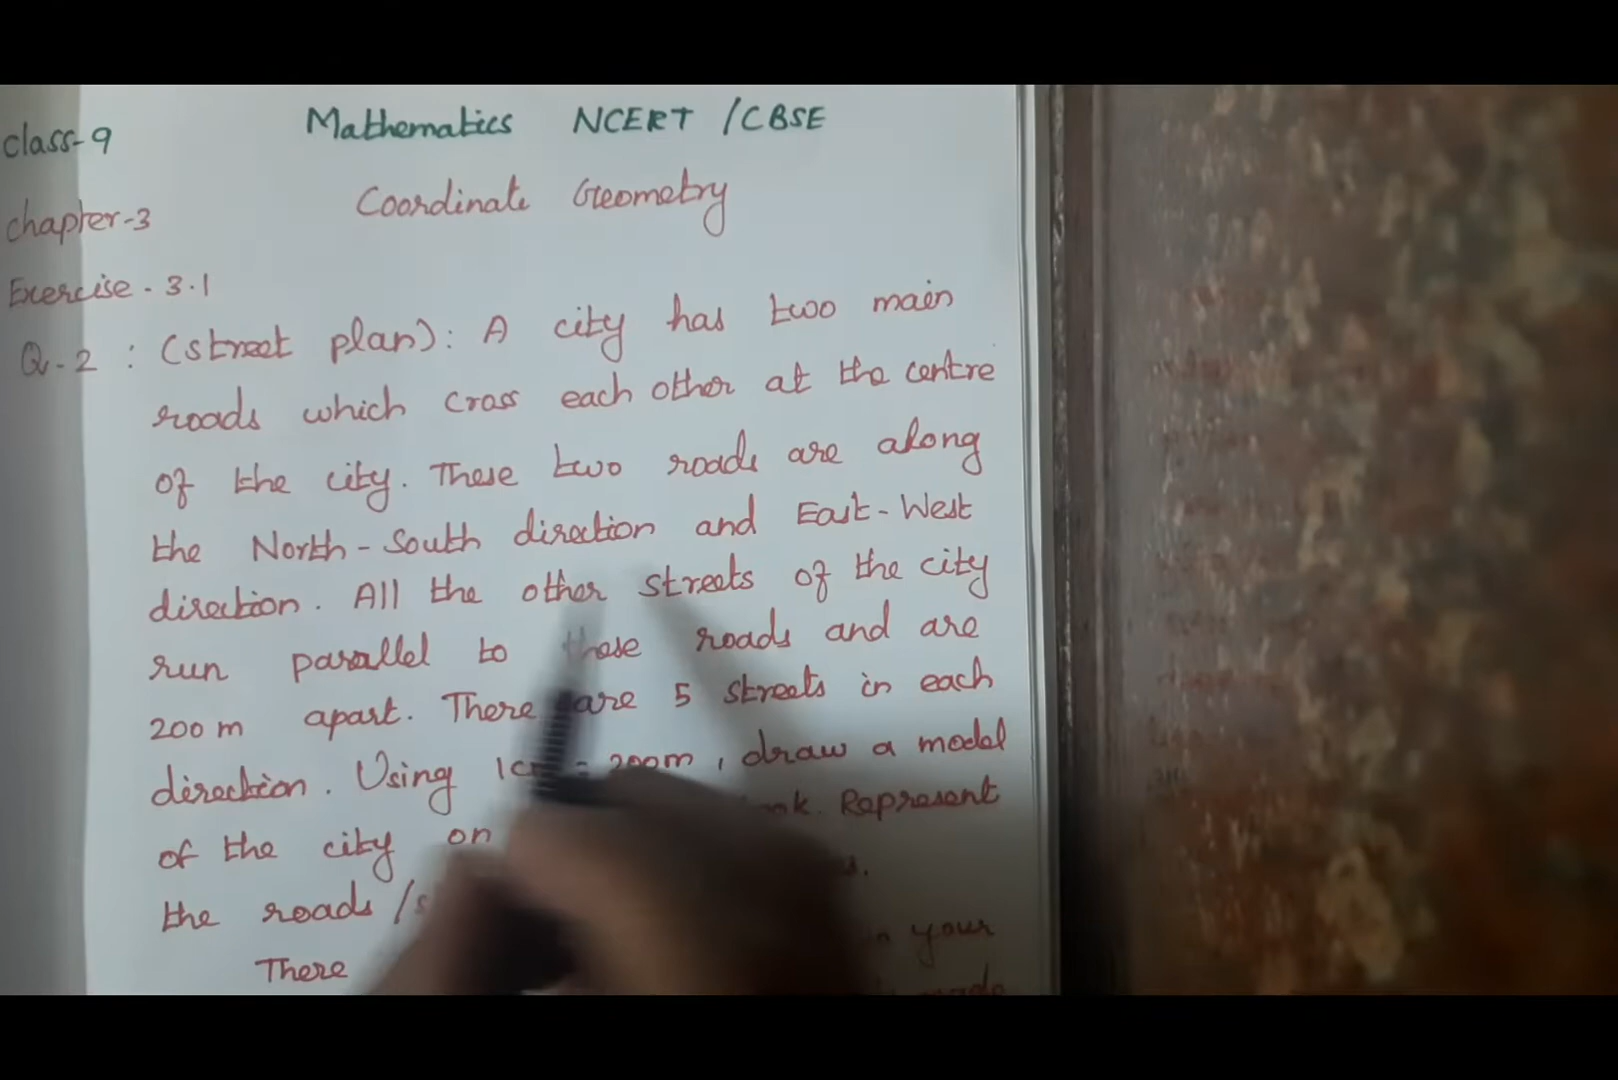 Mathematics NCERT / CBSE
class-9
Coordinate Geometry
chapter-3
Exercise - 3.1
Q-2 : (street plan): A city has two main
roads which cross each other at the centre
of the city. These two roads are along
the North-South direction and East-West
direction. All the other streets of the city
run parallel to these roads and are
200 m apart. There are 5 streets in each
direction. Using 1cm = 200m, draw a model
of the city on Represent
the roads /s
There in your